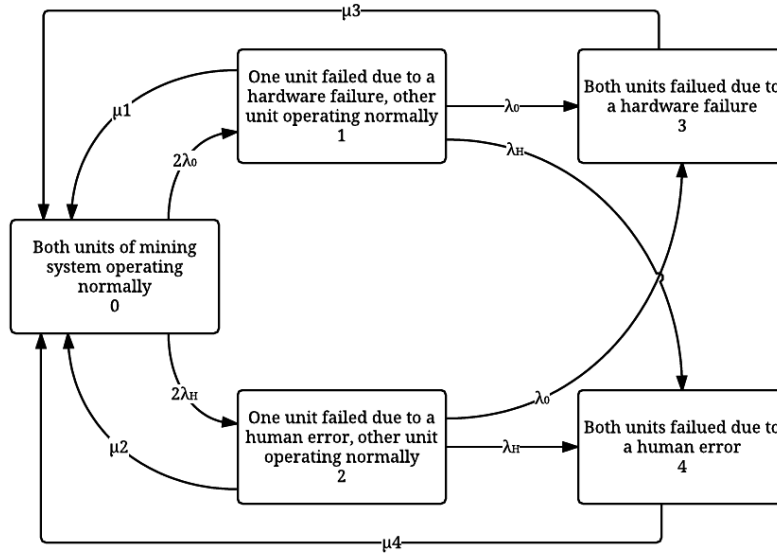 μ3
One unit failed due to a
hardware failure, other
unit operating normally
1
Both units failued due to
a hardware failure
3
μ1
λ₀
2λ₀
λH
Both units of mining
system operating
normally
0
2λH
One unit failed due to a
human error, other unit
operating normally
2
λ₀
Both units failued due to
a human error
4
μ2
λH
μ4